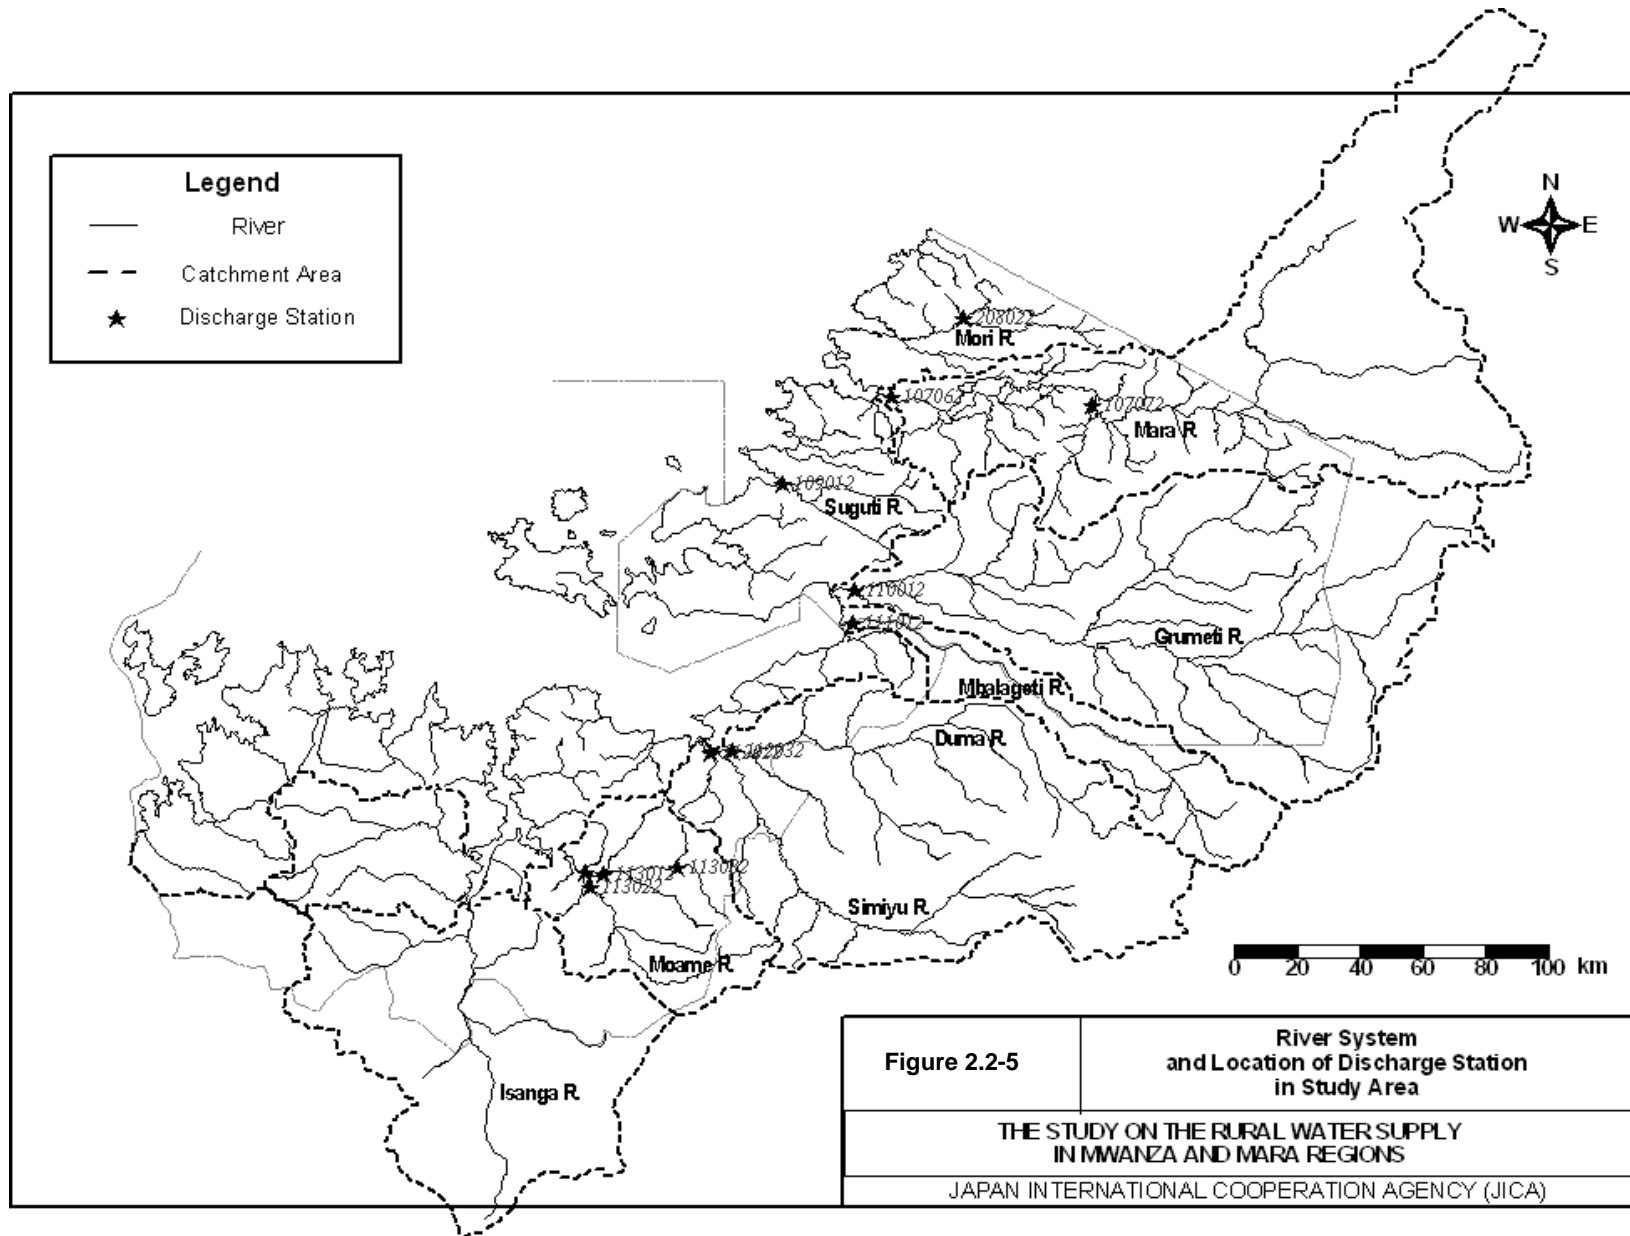 Legend
River
Catchment Area
Discharge Station
N
W E
S
208022
Mori R.
107062
107072
Mara R.
109012
Suguti R.
110012
111012
Grumeti R.
Mbalageti R.
Duma R.
113012
113032
113022
Simiyu R.
Moame R.
Isanga R.
0 20 40 60 80 100 km
Figure 2.2-5
River System
and Location of Discharge Station
in Study Area
THE STUDY ON THE RURAL WATER SUPPLY
IN MWANZA AND MARA REGIONS
JAPAN INTERNATIONAL COOPERATION AGENCY (JICA)